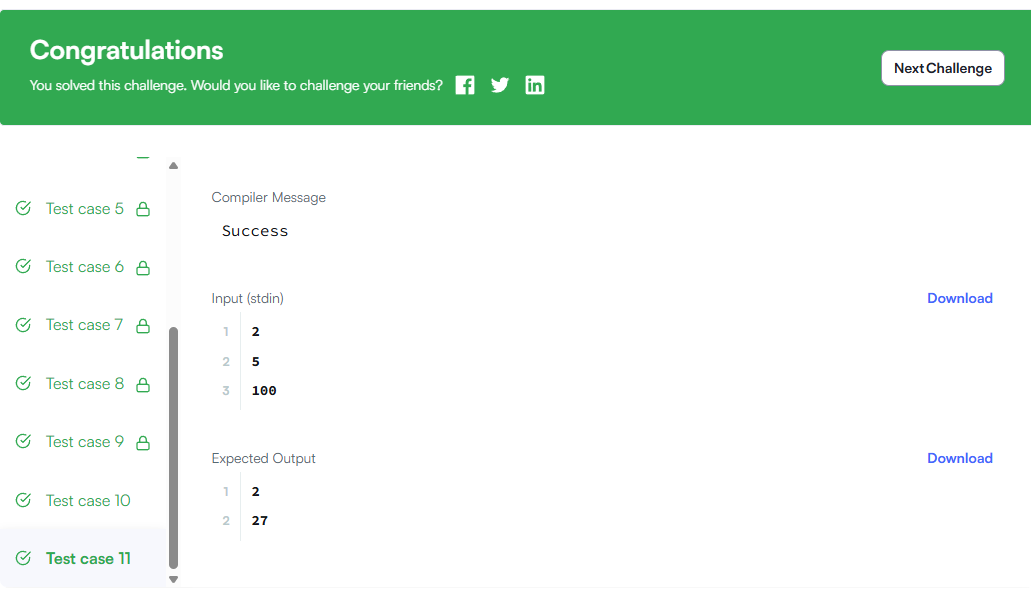 Congratulations
You solved this challenge. Would you like to challenge your friends?
Next Challenge
Test case 5
Test case 6
Test case 7
Test case 8
Test case 9
Test case 10
Test case 11
Compiler Message
Success
Input (stdin)
Download
1 2
2 5
3 100
Expected Output
Download
1 2
2 27